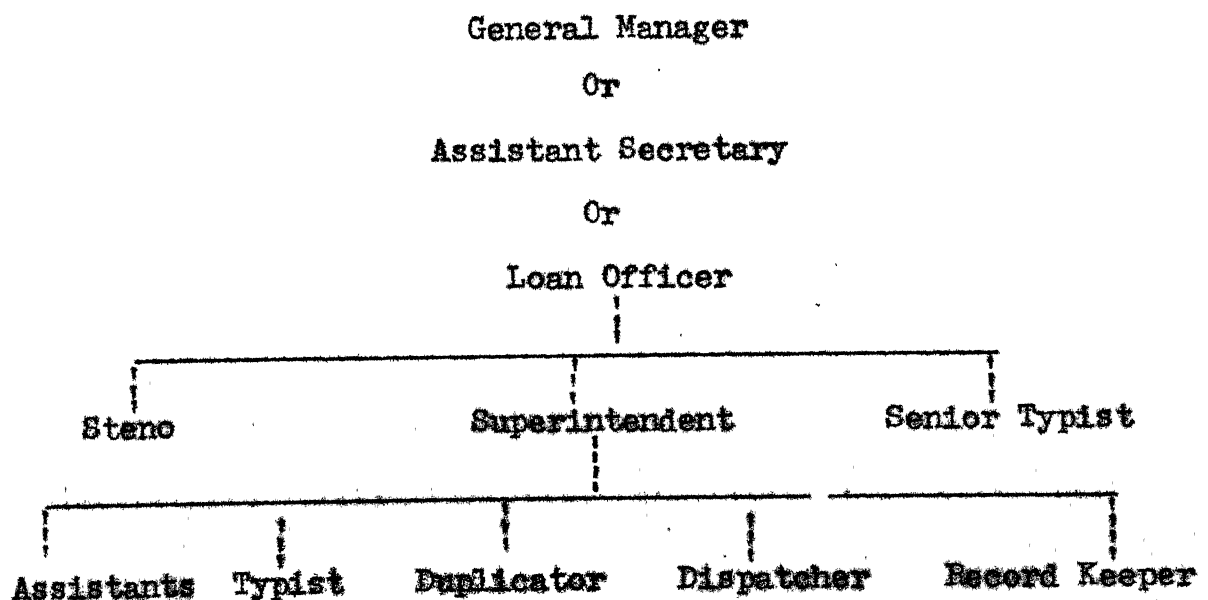 General Manager
Or
Assistant Secretary
Or
Loan Officer
Steno Superintendent Senior Typist
Assistants Typist Duplicator Dispatcher Record Keeper